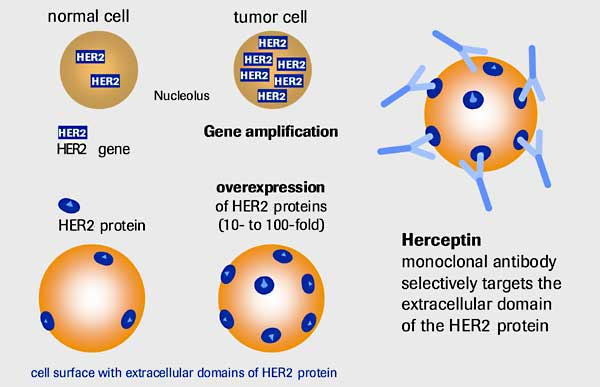 normal cell
tumor cell
HER2
HER2
HER2
HER2
HER2
HER2
HER2
HER2
Nucleolus
HER2
HER2 gene
Gene amplification
HER2 protein
overexpression
of HER2 proteins
(10- to 100-fold)
Herceptin
monoclonal antibody
selectively targets the
extracellular domain
of the HER2 protein
cell surface with extracellular domains of HER2 protein